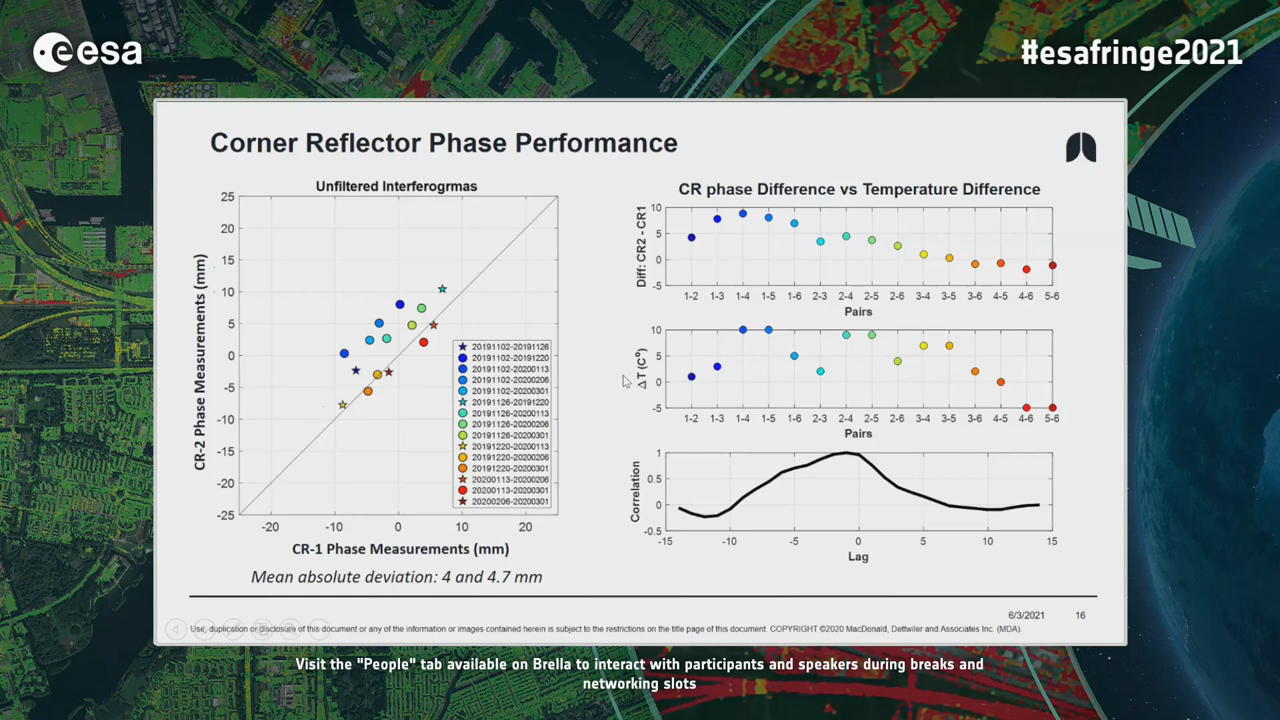 esa
#esafringe2021
Corner Reflector Phase Performance
Unfiltered Interferogrmas
25
20
15
10
5
0
-5
-10
-15
-20
-25
-20
-10
0
10
20
CR-2 Phase Measurements (mm)
CR-1 Phase Measurements (mm)
20191102-20191126
20191102-20191220
20191102-20200113
20191102-20200206
20191102-20200301
20191126-20191220
20191126-20200113
20191126-20200206
20191126-20200301
20191220-20200113
20191220-20200206
20191220-20200301
20200113-20200206
20200113-20200301
20200206-20200301
Mean absolute deviation: 4 and 4.7 mm
CR phase Difference vs Temperature Difference
Diff: CR2 - CR1
10
5
0
-5
1-2 1-3 1-4 1-5 1-6 2-3 2-4 2-5 2-6 3-4 3-5 3-6 4-5 4-6 5-6
Pairs
Δ T (C°)
10
5
0
-5
1-2 1-3 1-4 1-5 1-6 2-3 2-4 2-5 2-6 3-4 3-5 3-6 4-5 4-6 5-6
Pairs
Correlation
1
0.5
0
-0.5
-15 -10 -5 0 5 10 15
Lag
6/3/2021 16
Use, duplication or disclosure of this document or any of the information or images contained herein is subject to the restrictions on the title page of this document. COPYRIGHT ©2020 MacDonald, Dettwiler and Associates Inc. (MDA).
Visit the "People" tab available on Brella to interact with participants and speakers during breaks and
networking slots